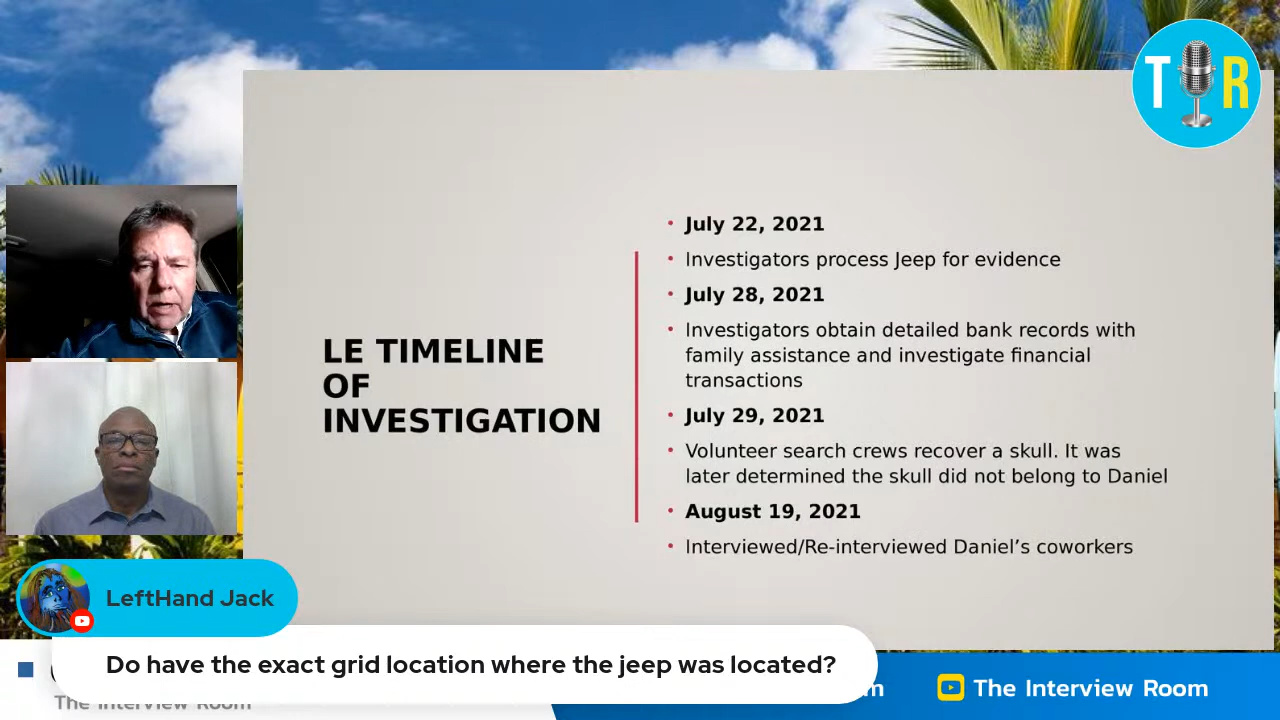 T R
LE TIMELINE
OF
INVESTIGATION
• July 22, 2021
• Investigators process Jeep for evidence
• July 28, 2021
• Investigators obtain detailed bank records with
family assistance and investigate financial
transactions
• July 29, 2021
• Volunteer search crews recover a skull. It was
later determined the skull did not belong to Daniel
• August 19, 2021
• Interviewed/Re-interviewed Daniel’s coworkers
LeftHand Jack
Do have the exact grid location where the jeep was located?
The Interview Room
The Interview Room